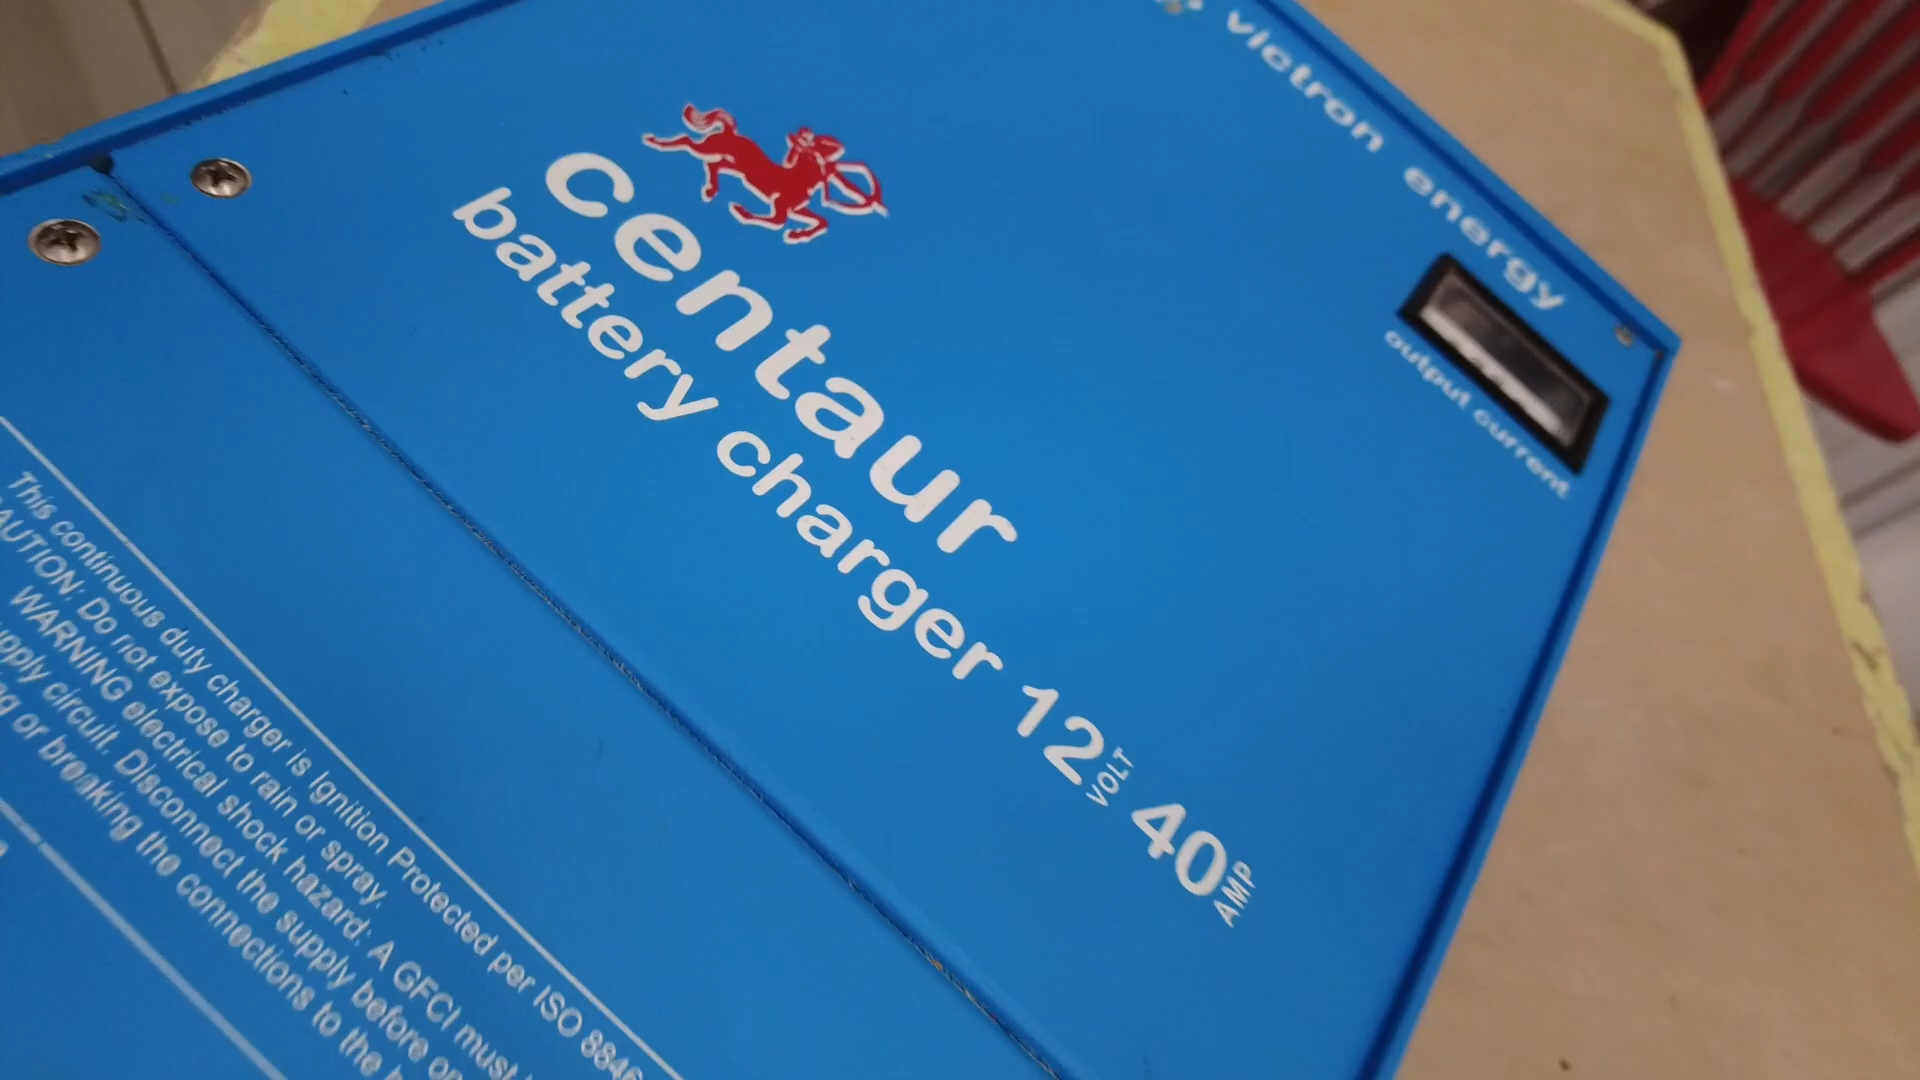 victron energy
output current
centaur
battery charger 12 VOLT 40 AMP
This continuous duty charger is Ignition Protected per ISO 8846
CAUTION: Do not expose to rain or spray.
WARNING electrical shock hazard: A GFCI must
supply circuit. Disconnect the supply before
or breaking the connections to the